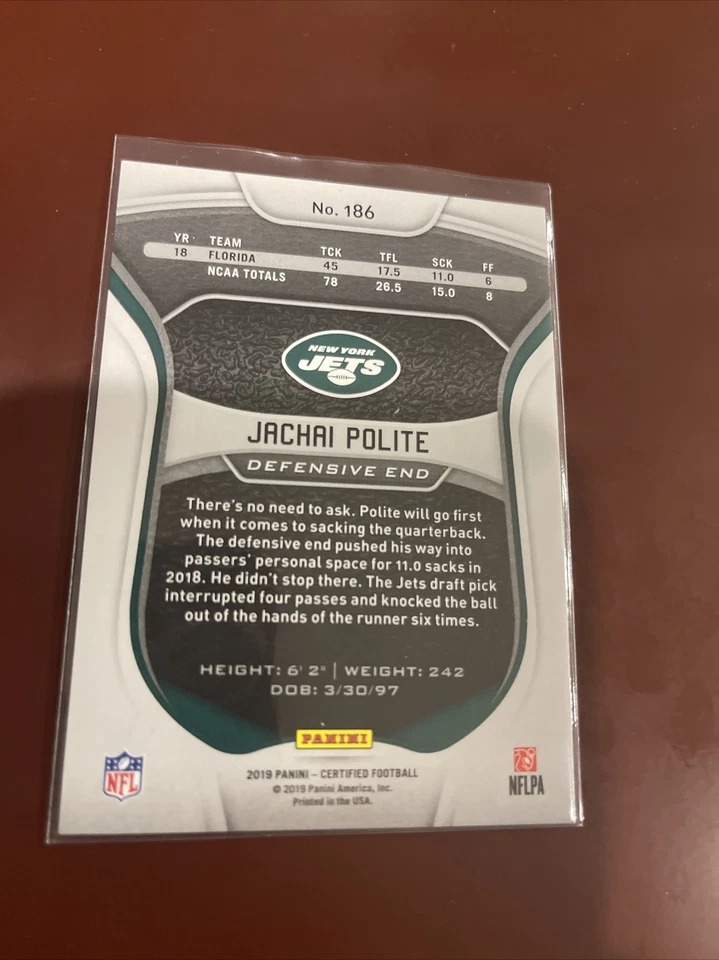 No. 186
YR TEAM TCK TFL SCK FF
18 FLORIDA 45 17.5 11.0 6
NCAA TOTALS 78 26.5 15.0 8
NEW YORK
JETS
JACHAI POLITE
DEFENSIVE END
There's no need to ask. Polite will go first
when it comes to sacking the quarterback.
The defensive end pushed his way into
passers' personal space for 11.0 sacks in
2018. He didn't stop there. The Jets draft pick
interrupted four passes and knocked the ball
out of the hands of the runner six times.
HEIGHT: 6' 2" | WEIGHT: 242
DOB: 3/30/97
PANINI
NFL
2019 PANINI – CERTIFIED FOOTBALL
© 2019 Panini America, Inc.
Printed in the USA.
NFLPA